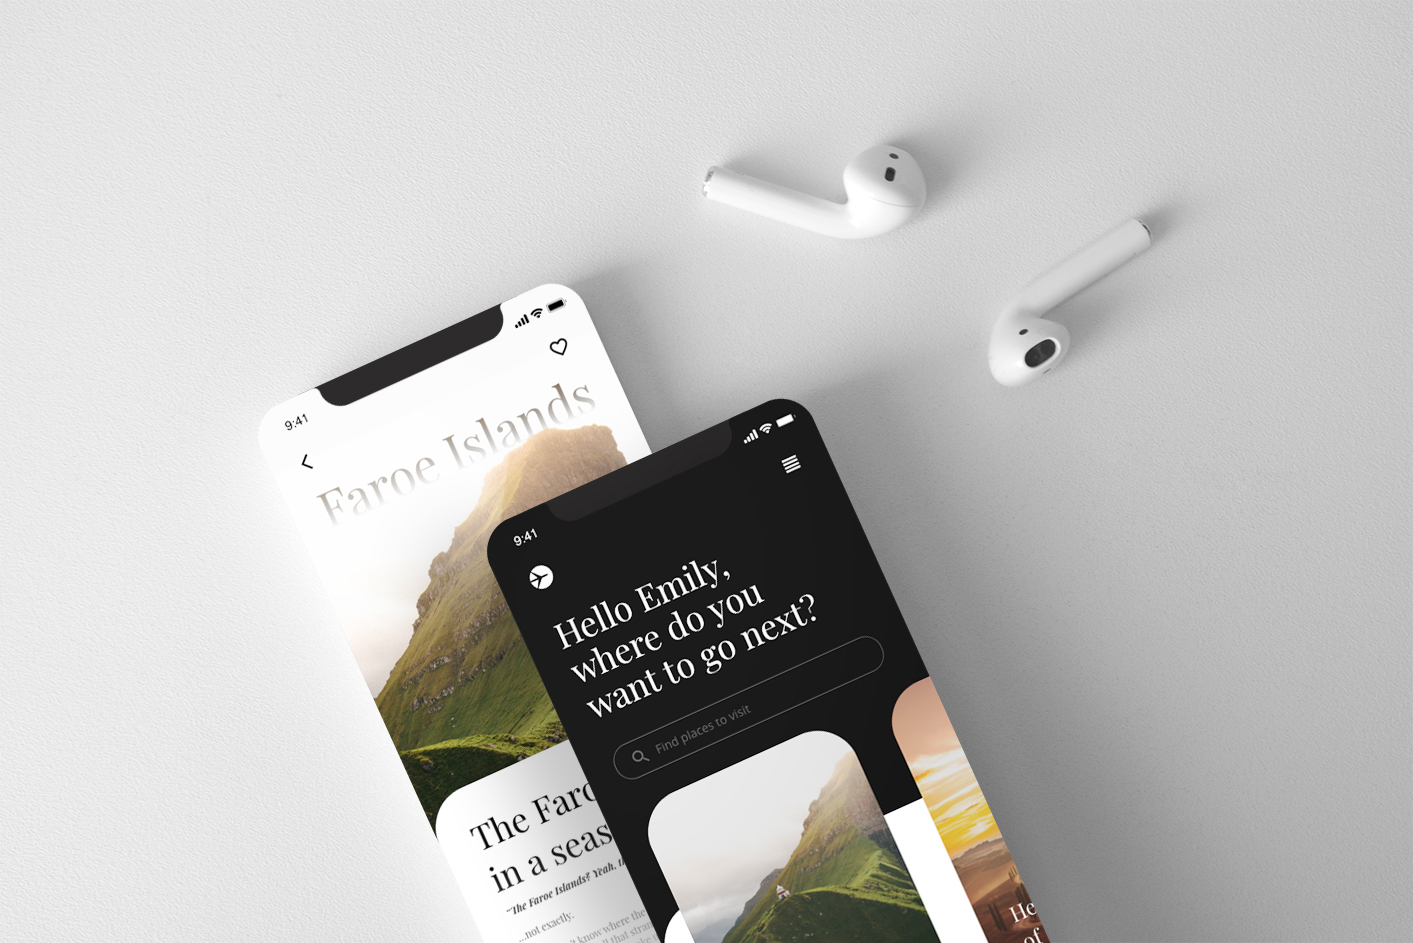 9:41
Faroe Islands
The Faro
in a seas
"The Faroe Islands? Yeah, th
...not exactly.
t know where the
that stran
9:41
Hello Emily,
where do you
want to go next?
Find places to visit
He
of